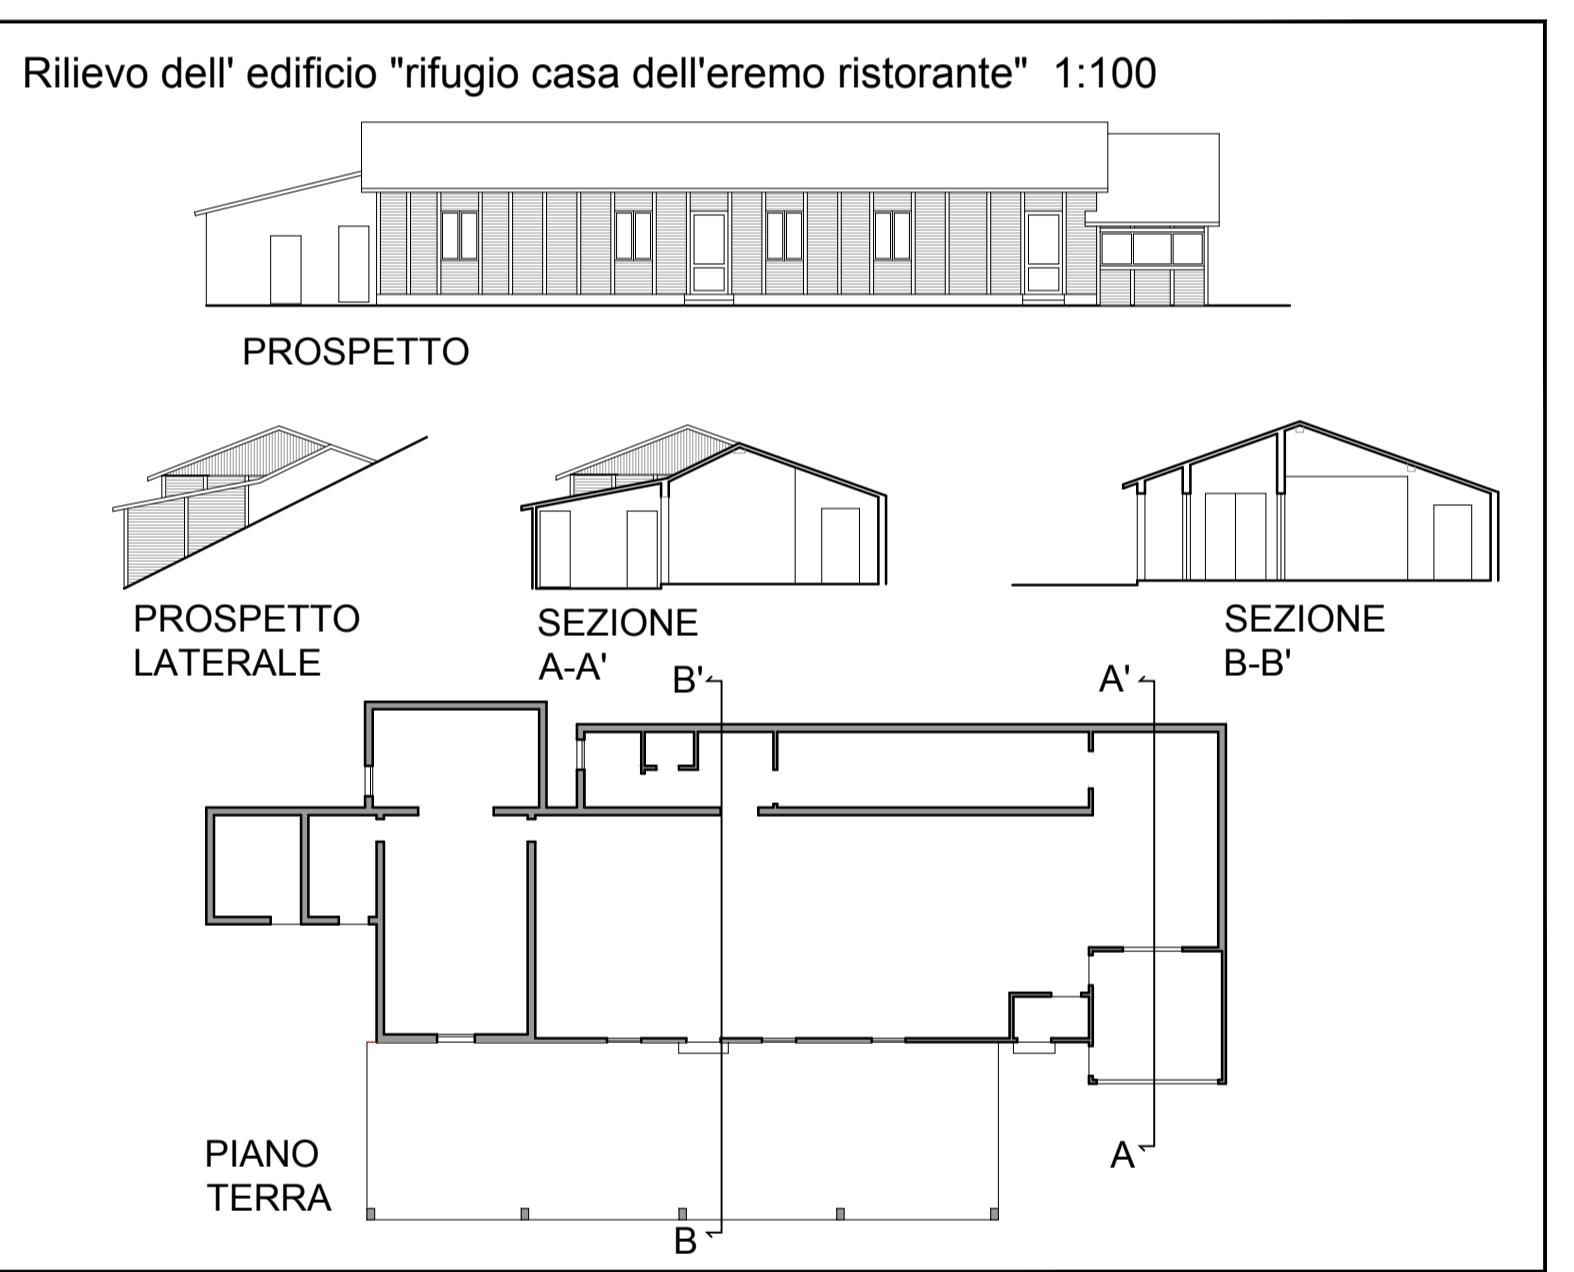 Rilievo dell' edificio "rifugio casa dell'eremo ristorante" 1:100
PROSPETTO
PROSPETTO
LATERALE
SEZIONE
A-A'
SEZIONE
B-B'
B'
A'
PIANO
TERRA
A
B